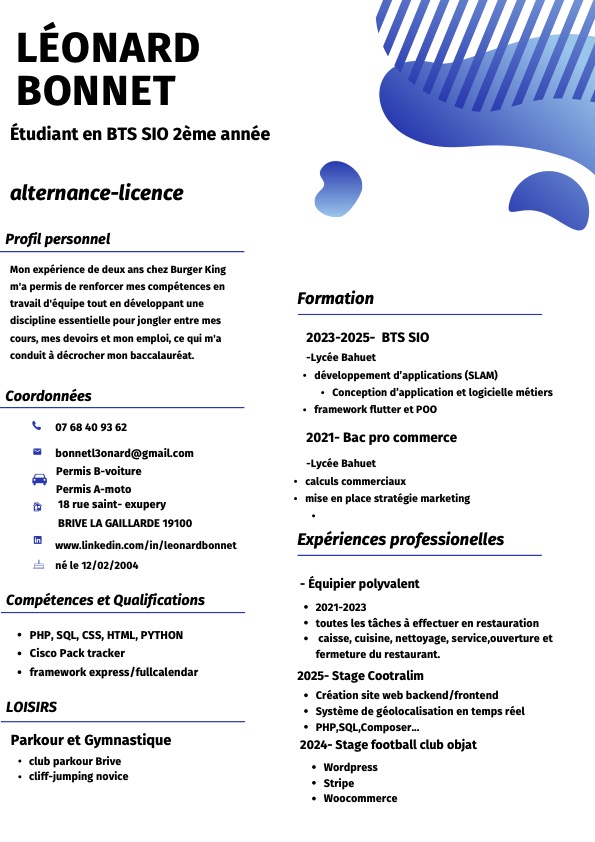 LÉONARD
BONNET
Étudiant en BTS SIO 2ème année
alternance-licence
Profil personnel
Mon expérience de deux ans chez Burger King
m'a permis de renforcer mes compétences en
travail d'équipe tout en développant une
discipline essentielle pour jongler entre mes
cours, mes devoirs et mon emploi, ce qui m'a
conduit à décrocher mon baccalauréat.
Coordonnées
07 68 40 93 62
bonnetl3onard@gmail.com
Permis B-voiture
Permis A-moto
18 rue saint- exupery
BRIVE LA GAILLARDE 19100
www.linkedin.com/in/leonardbonnet
né le 12/02/2004
Compétences et Qualifications
• PHP, SQL, CSS, HTML, PYTHON
• Cisco Pack tracker
• framework express/fullcalendar
LOISIRS
Parkour et Gymnastique
• club parkour Brive
• cliff-jumping novice
Formation
2023-2025- BTS SIO
-Lycée Bahuet
• développement d'applications (SLAM)
• Conception d'application et logicielle métiers
• framework flutter et POO
2021- Bac pro commerce
-Lycée Bahuet
• calculs commerciaux
• mise en place stratégie marketing
•
Expériences professionelles
- Équipier polyvalent
• 2021-2023
• toutes les tâches à effectuer en restauration
• caisse, cuisine, nettoyage, service,ouverture et
fermeture du restaurant.
2025- Stage Cootralim
• Création site web backend/frontend
• Système de géolocalisation en temps réel
• PHP,SQL,Composer...
2024- Stage football club objat
• Wordpress
• Stripe
• Woocommerce